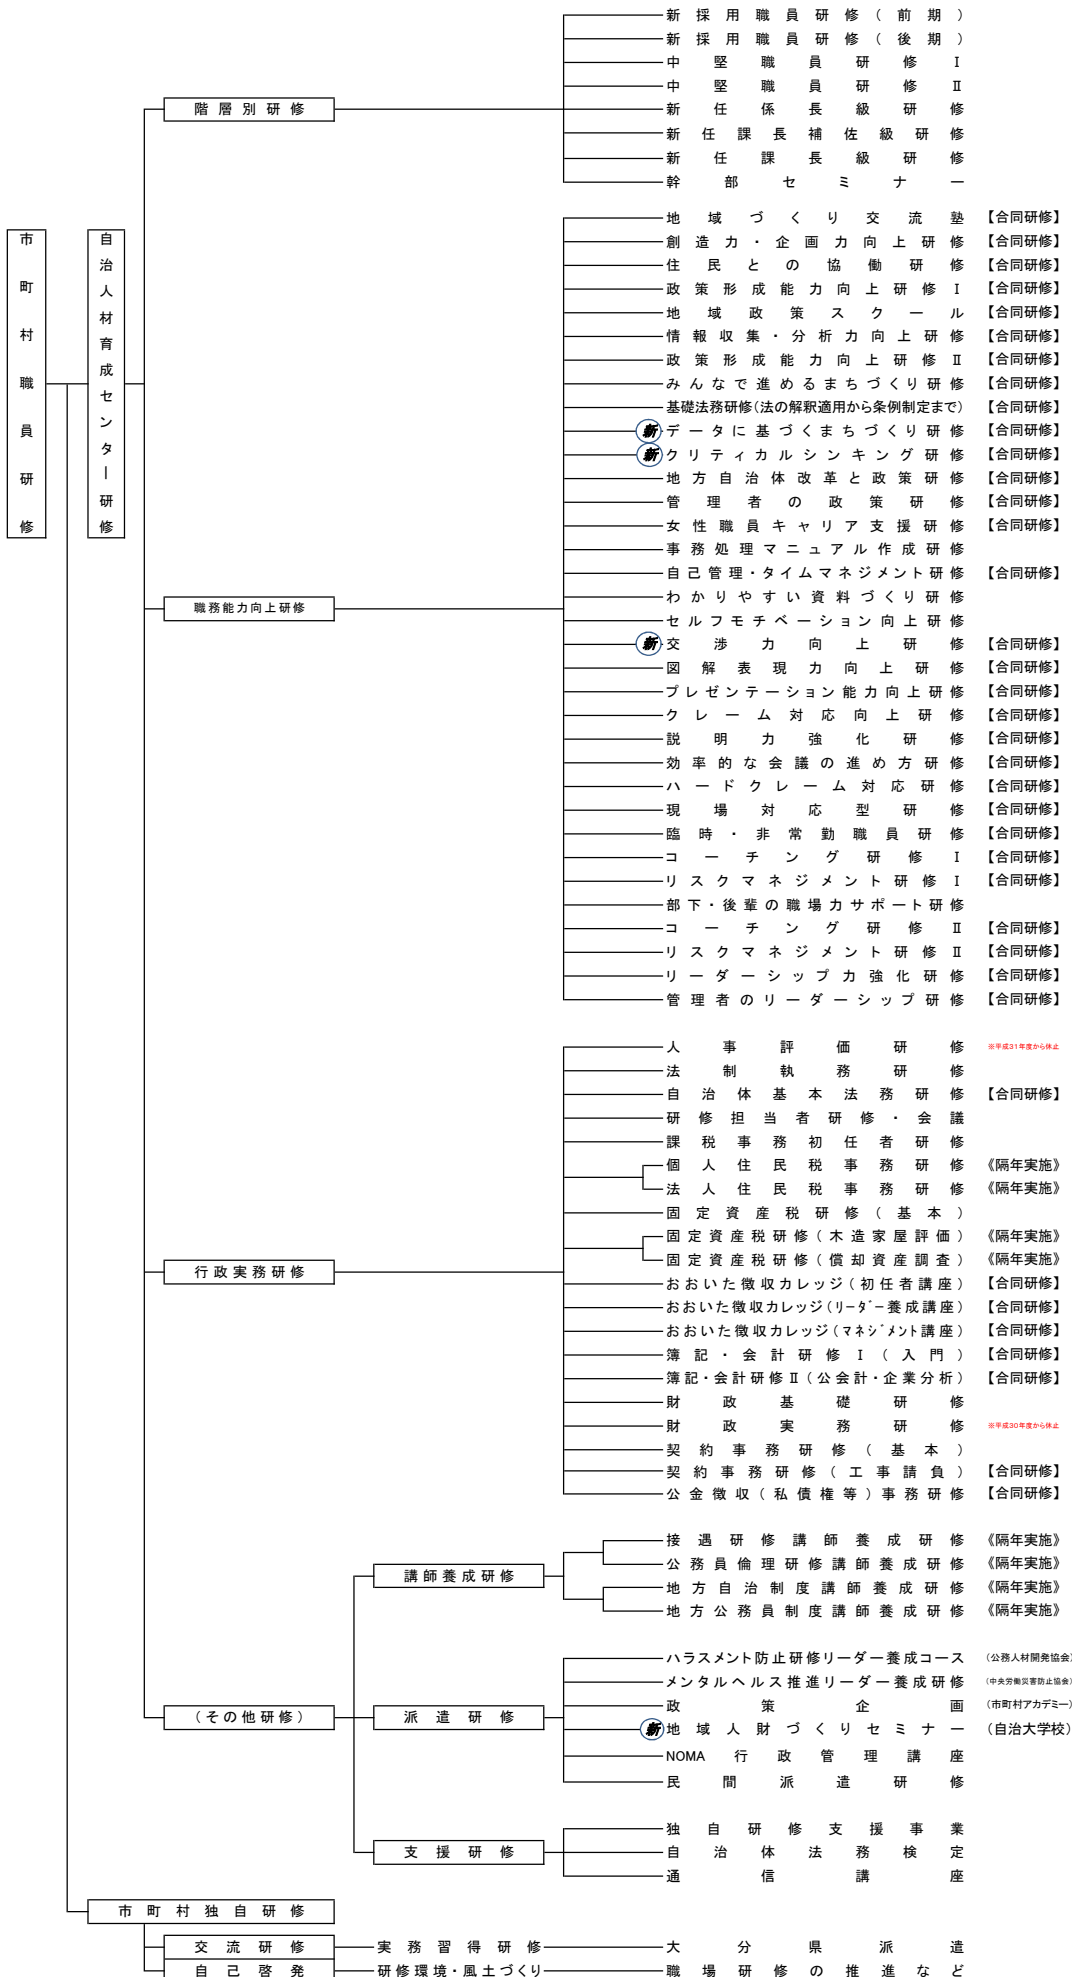 市町村職員研修
自治人材育成センター研修
階層別研修
新採用職員研修(前期)
新採用職員研修(後期)
中堅職員研修Ⅰ
中堅職員研修Ⅱ
新任係長級研修
新任課長補佐級研修
新任課長級研修
幹部セミナー
職務能力向上研修
地域づくり交流塾 【合同研修】
創造力・企画力向上研修 【合同研修】
住民との協働研修 【合同研修】
政策形成能力向上研修Ⅰ 【合同研修】
地域政策スクール 【合同研修】
情報収集・分析力向上研修 【合同研修】
政策形成能力向上研修Ⅱ 【合同研修】
みんなで進めるまちづくり研修 【合同研修】
基礎法務研修(法の解釈適用から条例制定まで) 【合同研修】
新 データに基づくまちづくり研修 【合同研修】
新 クリティカルシンキング研修 【合同研修】
地方自治体改革と政策研修 【合同研修】
管理者の政策研修 【合同研修】
女性職員キャリア支援研修 【合同研修】
事務処理マニュアル作成研修
自己管理・タイムマネジメント研修 【合同研修】
わかりやすい資料づくり研修
セルフモチベーション向上研修
新 交渉力向上研修 【合同研修】
図解表現力向上研修 【合同研修】
プレゼンテーション能力向上研修 【合同研修】
クレーム対応向上研修 【合同研修】
説明力強化研修 【合同研修】
効率的な会議の進め方研修 【合同研修】
ハードクレーム対応研修 【合同研修】
現場対応型研修 【合同研修】
臨時・非常勤職員研修 【合同研修】
コーチング研修Ⅰ 【合同研修】
リスクマネジメント研修Ⅰ 【合同研修】
部下・後輩の職場力サポート研修
コーチング研修Ⅱ 【合同研修】
リスクマネジメント研修Ⅱ 【合同研修】
リーダーシップ力強化研修 【合同研修】
管理者のリーダーシップ研修 【合同研修】
行政実務研修
人事評価研修 ※平成31年度から休止
法制執務研修
自治体基本法務研修 【合同研修】
研修担当者研修・会議
課税事務初任者研修
個人住民税事務研修 《隔年実施》
法人住民税事務研修 《隔年実施》
固定資産税研修(基本)
固定資産税研修(木造家屋評価) 《隔年実施》
固定資産税研修(償却資産調査) 《隔年実施》
おおいた徴収カレッジ(初任者講座) 【合同研修】
おおいた徴収カレッジ(リーダー養成講座) 【合同研修】
おおいた徴収カレッジ(マネジメント講座) 【合同研修】
簿記・会計研修Ⅰ(入門) 【合同研修】
簿記・会計研修Ⅱ(公会計・企業分析) 【合同研修】
財政基礎研修
財政実務研修 ※平成30年度から休止
契約事務研修(基本)
契約事務研修(工事請負) 【合同研修】
公金徴収(私債権等)事務研修 【合同研修】
(その他研修)
講師養成研修
接遇研修講師養成研修 《隔年実施》
公務員倫理研修講師養成研修 《隔年実施》
地方自治制度講師養成研修 《隔年実施》
地方公務員制度講師養成研修 《隔年実施》
派遣研修
ハラスメント防止研修リーダー養成コース (公務人材開発協会)
メンタルヘルス推進リーダー養成研修 (中央労働災害防止協会)
政策企画 (市町村アカデミー)
新 地域人財づくりセミナー (自治大学校)
NOMA行政管理講座
民間派遣研修
支援研修
独自研修支援事業
自治体法務検定
通信講座
市町村独自研修
交流研修 実務習得研修 大分県派遣
自己啓発 研修環境・風土づくり 職場研修の推進など